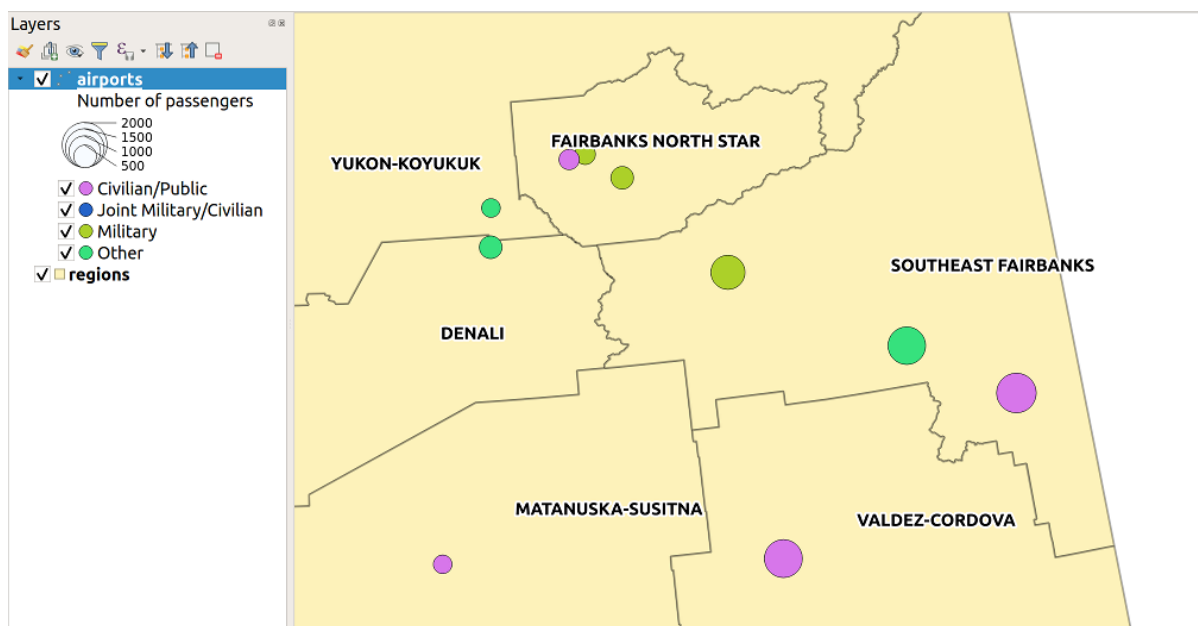 Layers
airports
Number of passengers
2000
1500
1000
500
Civilian/Public
Joint Military/Civilian
Military
Other
regions
FAIRBANKS NORTH STAR
YUKON-KOYUKUK
SOUTHEAST FAIRBANKS
DENALI
MATANUSKA-SUSITNA
VALDEZ-CORDOVA